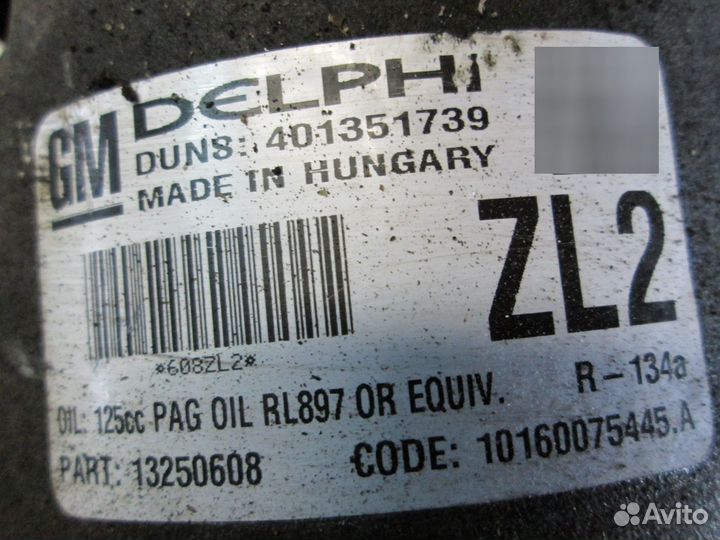 GM DELPHI
DUNS: 401351739
MADE IN HUNGARY
ZL2
*608ZL2*
OIL: 125cc PAG OIL RL897 OR EQUIV. R-134a
PART: 13250608 CODE: 10160075445.A
Avito